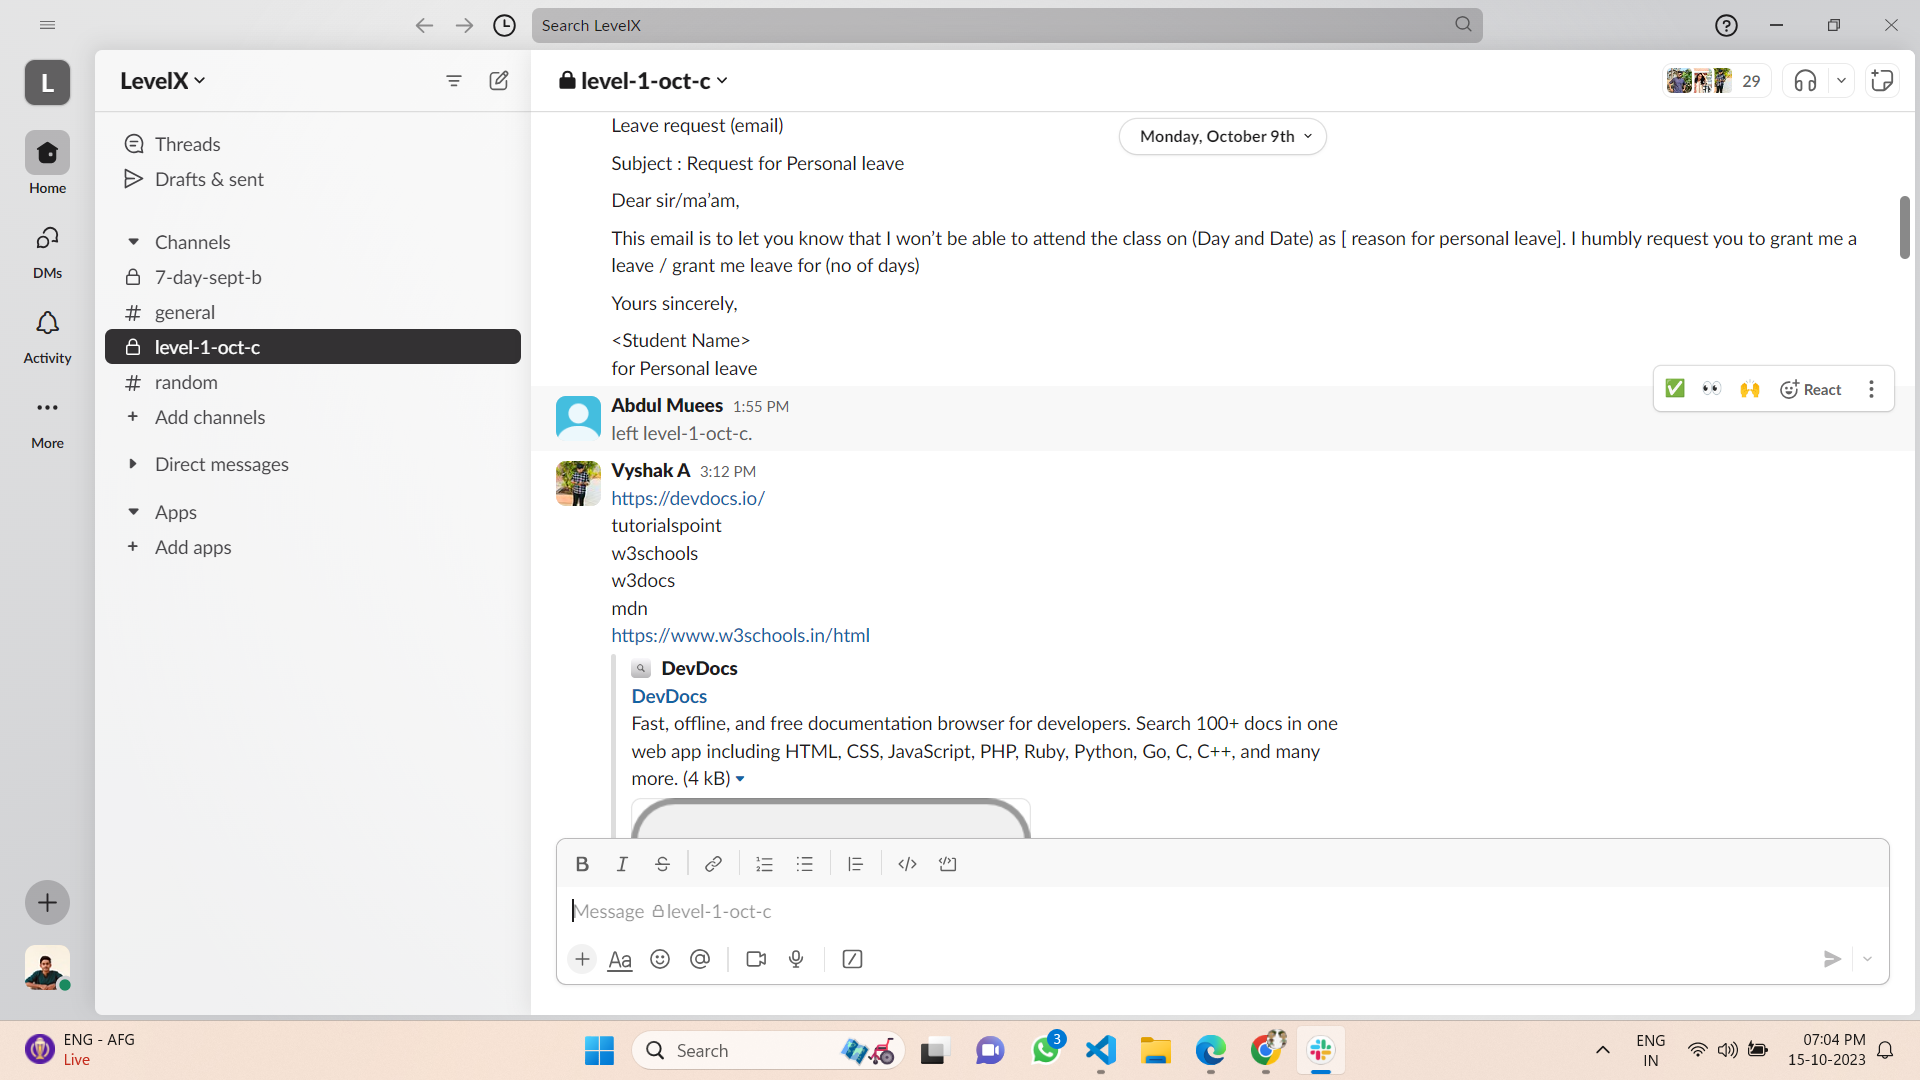 Search LevelX
L
LevelX
level-1-oct-c
29
Home
DMs
Activity
More
Threads
Drafts & sent
Channels
7-day-sept-b
general
level-1-oct-c
random
Add channels
Direct messages
Apps
Add apps
Leave request (email)
Monday, October 9th
Subject : Request for Personal leave
Dear sir/ma’am,
This email is to let you know that I won’t be able to attend the class on (Day and Date) as [ reason for personal leave]. I humbly request you to grant me a
leave / grant me leave for (no of days)
Yours sincerely,
<Student Name>
for Personal leave
React
Abdul Muees 1:55 PM
left level-1-oct-c.
Vyshak A 3:12 PM
https://devdocs.io/
tutorialspoint
w3schools
w3docs
mdn
https://www.w3schools.in/html
DevDocs
DevDocs
Fast, offline, and free documentation browser for developers. Search 100+ docs in one
web app including HTML, CSS, JavaScript, PHP, Ruby, Python, Go, C, C++, and many
more. (4 kB)
Message level-1-oct-c
Aa
ENG - AFG
Live
Search
3
ENG
IN
07:04 PM
15-10-2023